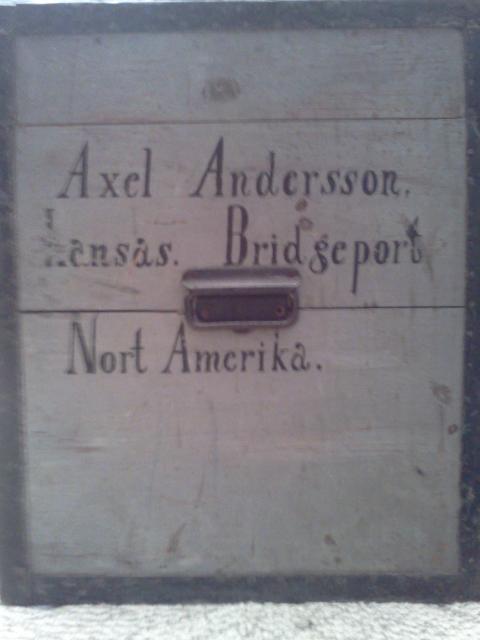 Axel Andersson.
Kansas. Bridgeport
Nort Amerika.